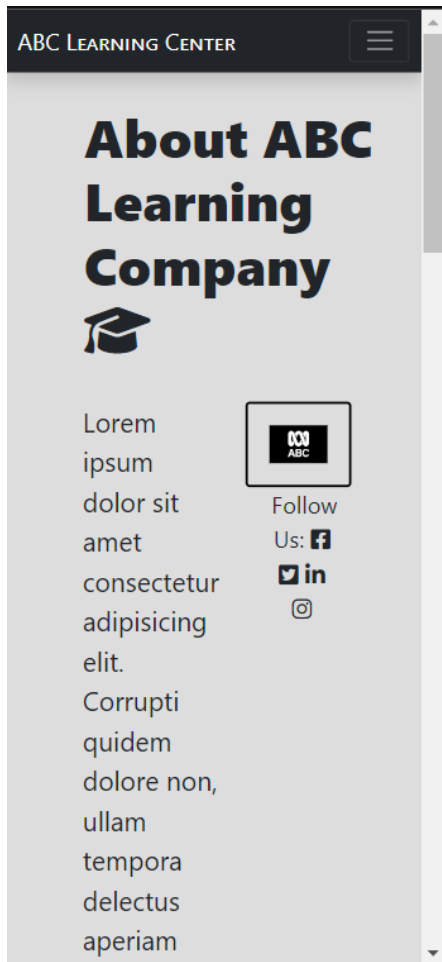 ABC Learning Center
About ABC
Learning
Company
Lorem
ipsum
dolor sit
amet
consectetur
adipisicing
elit.
Corrupti
quidem
dolore non,
ullam
tempora
delectus
aperiam
ABC
Follow
Us:
in